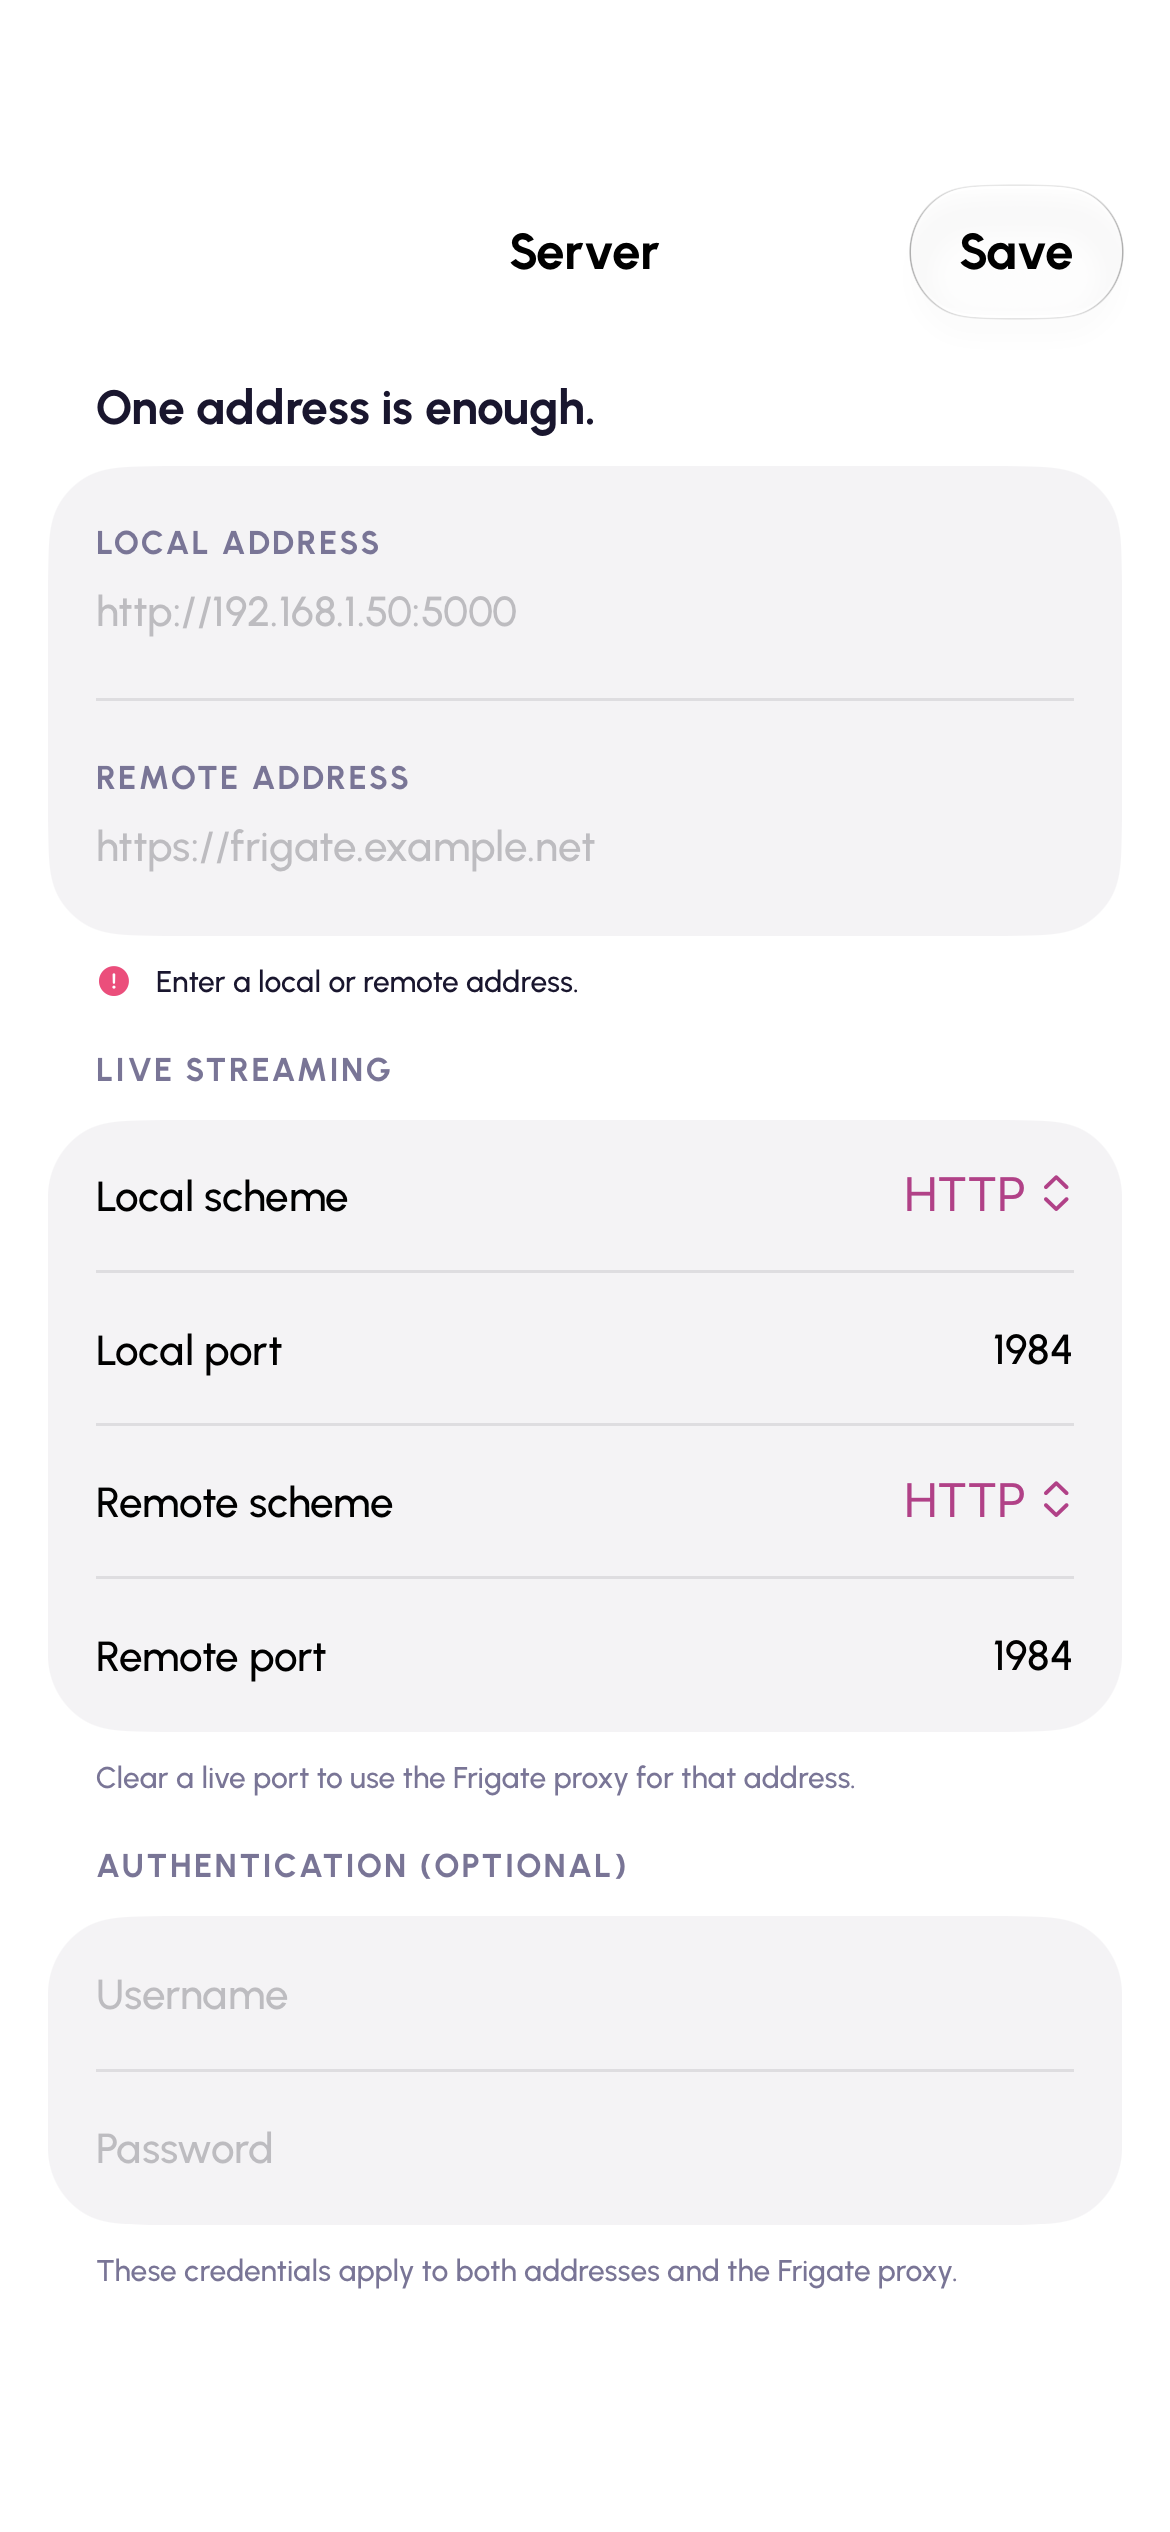 Server
Save
One address is enough.
LOCAL ADDRESS
http://192.168.1.50:5000
REMOTE ADDRESS
https://frigate.example.net
Enter a local or remote address.
LIVE STREAMING
Local scheme HTTP
Local port 1984
Remote scheme HTTP
Remote port 1984
Clear a live port to use the Frigate proxy for that address.
AUTHENTICATION (OPTIONAL)
Username
Password
These credentials apply to both addresses and the Frigate proxy.